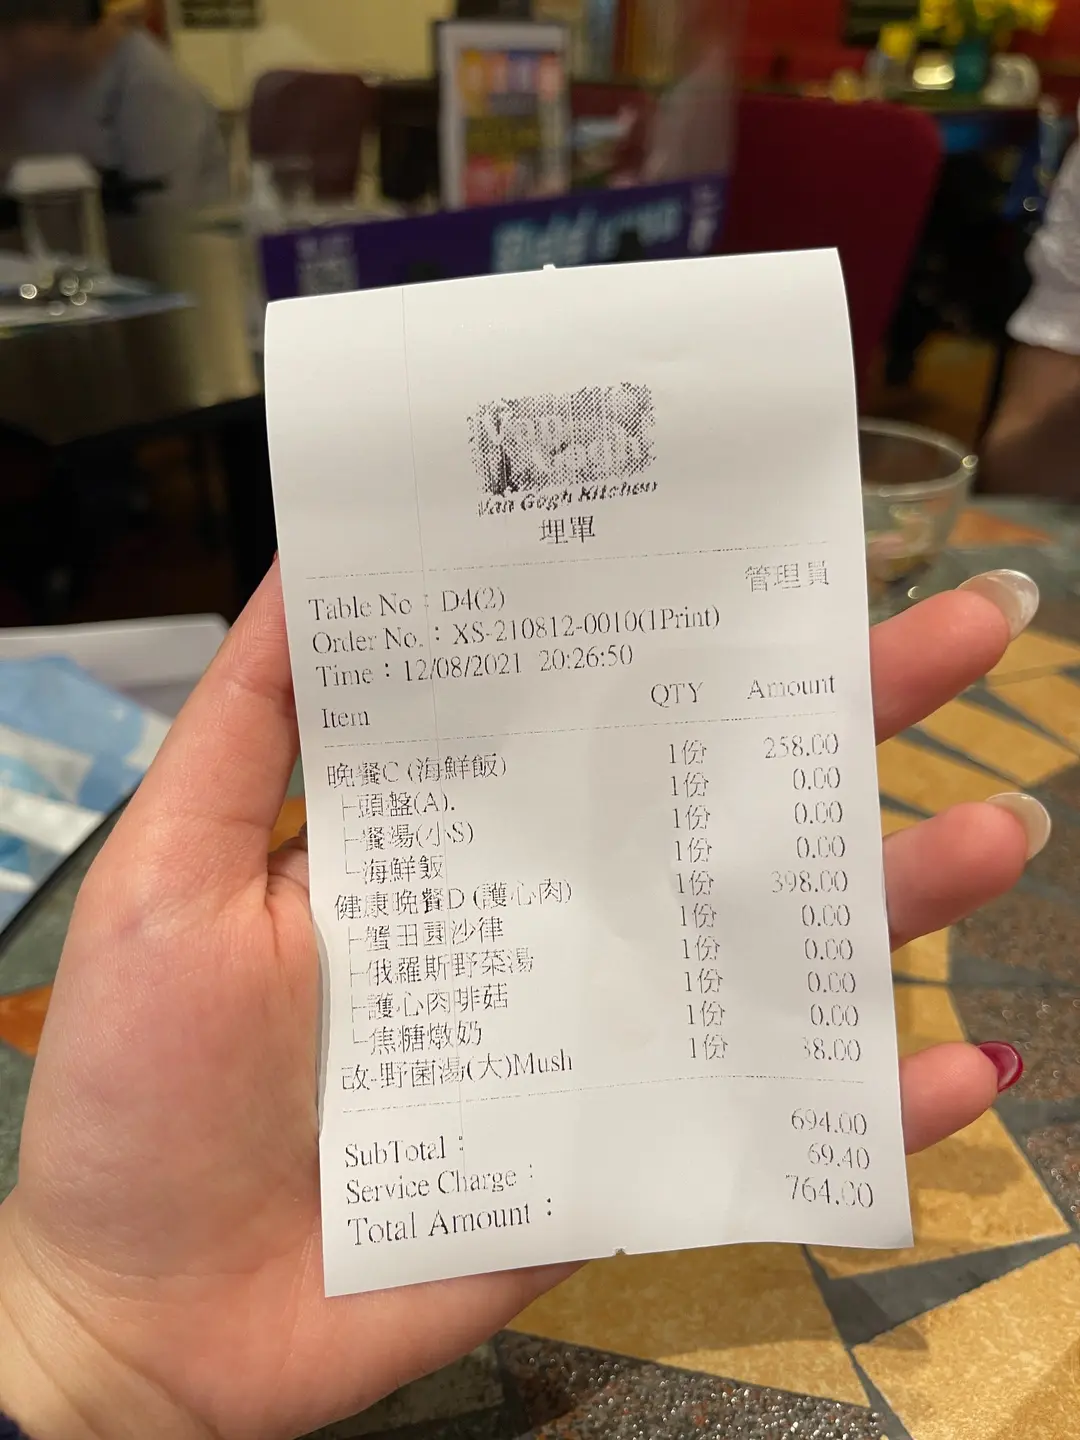 Van Gogh Kitchen
埋單
管理員
Table No : D4(2)
Order No. : XS-210812-0010(1Print)
Time : 12/08/2021 20:26:50
Item QTY Amount
晚餐C (海鮮飯) 1份 258.00
├頭盤(A). 1份 0.00
├餐湯(小S) 1份 0.00
└海鮮飯 1份 0.00
健康晚餐D (護心肉) 1份 398.00
├蟹田園沙律 1份 0.00
├俄羅斯野菜湯 1份 0.00
├護心肉啡菇 1份 0.00
└焦糖燉奶 1份 0.00
改-野菌湯(大)Mush 1份 38.00
SubTotal : 694.00
Service Charge : 69.40
Total Amount : 764.00